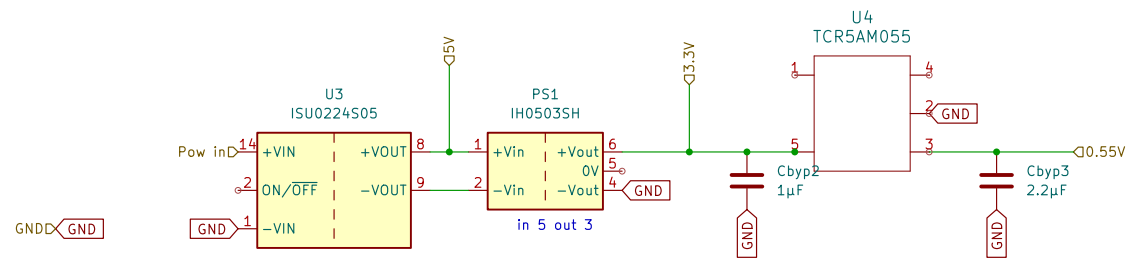 U4
TCR5AM055
5V
3.3V
1
4
U3
ISU0224S05
PS1
IH0503SH
2
GND
Pow in
14
+VIN
+VOUT
8
1
+Vin
+Vout
6
5
3
0.55V
0V
5
2
ON/OFF
-VOUT
9
2
-Vin
-Vout
4
GND
Cbyp2
1µF
Cbyp3
2.2µF
GNDD
GND
GND
1
-VIN
in 5 out 3
GND
GND